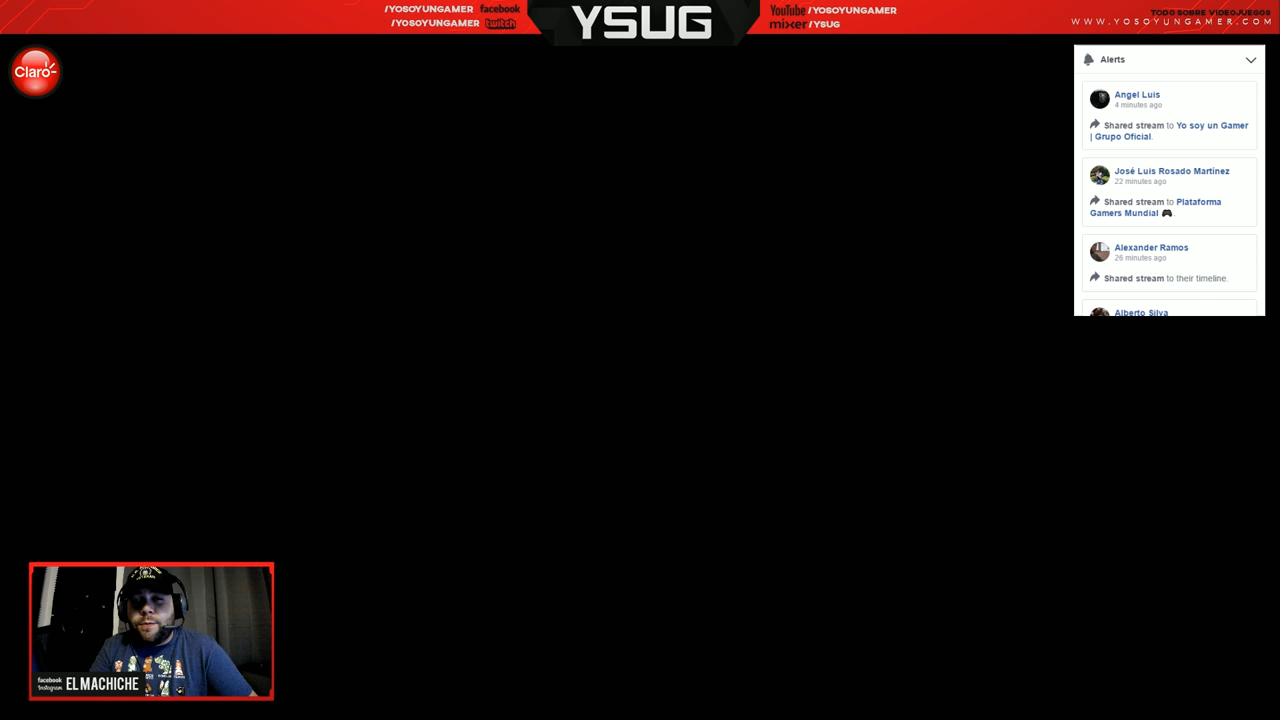 /YOSOYUNGAMER facebook
/YOSOYUNGAMER twitch
YSUG
YouTube /YOSOYUNGAMER
mixer /YSUG
TODO SOBRE VIDEOJUEGOS
WWW.YOSOYUNGAMER.COM
Claro
Alerts
Angel Luis
4 minutes ago
Shared stream to Yo soy un Gamer
| Grupo Oficial.
José Luis Rosado Martínez
22 minutes ago
Shared stream to Plataforma
Gamers Mundial 🎮.
Alexander Ramos
26 minutes ago
Shared stream to their timeline.
Alberto Silva
facebook
Instagram
EL MACHICHE